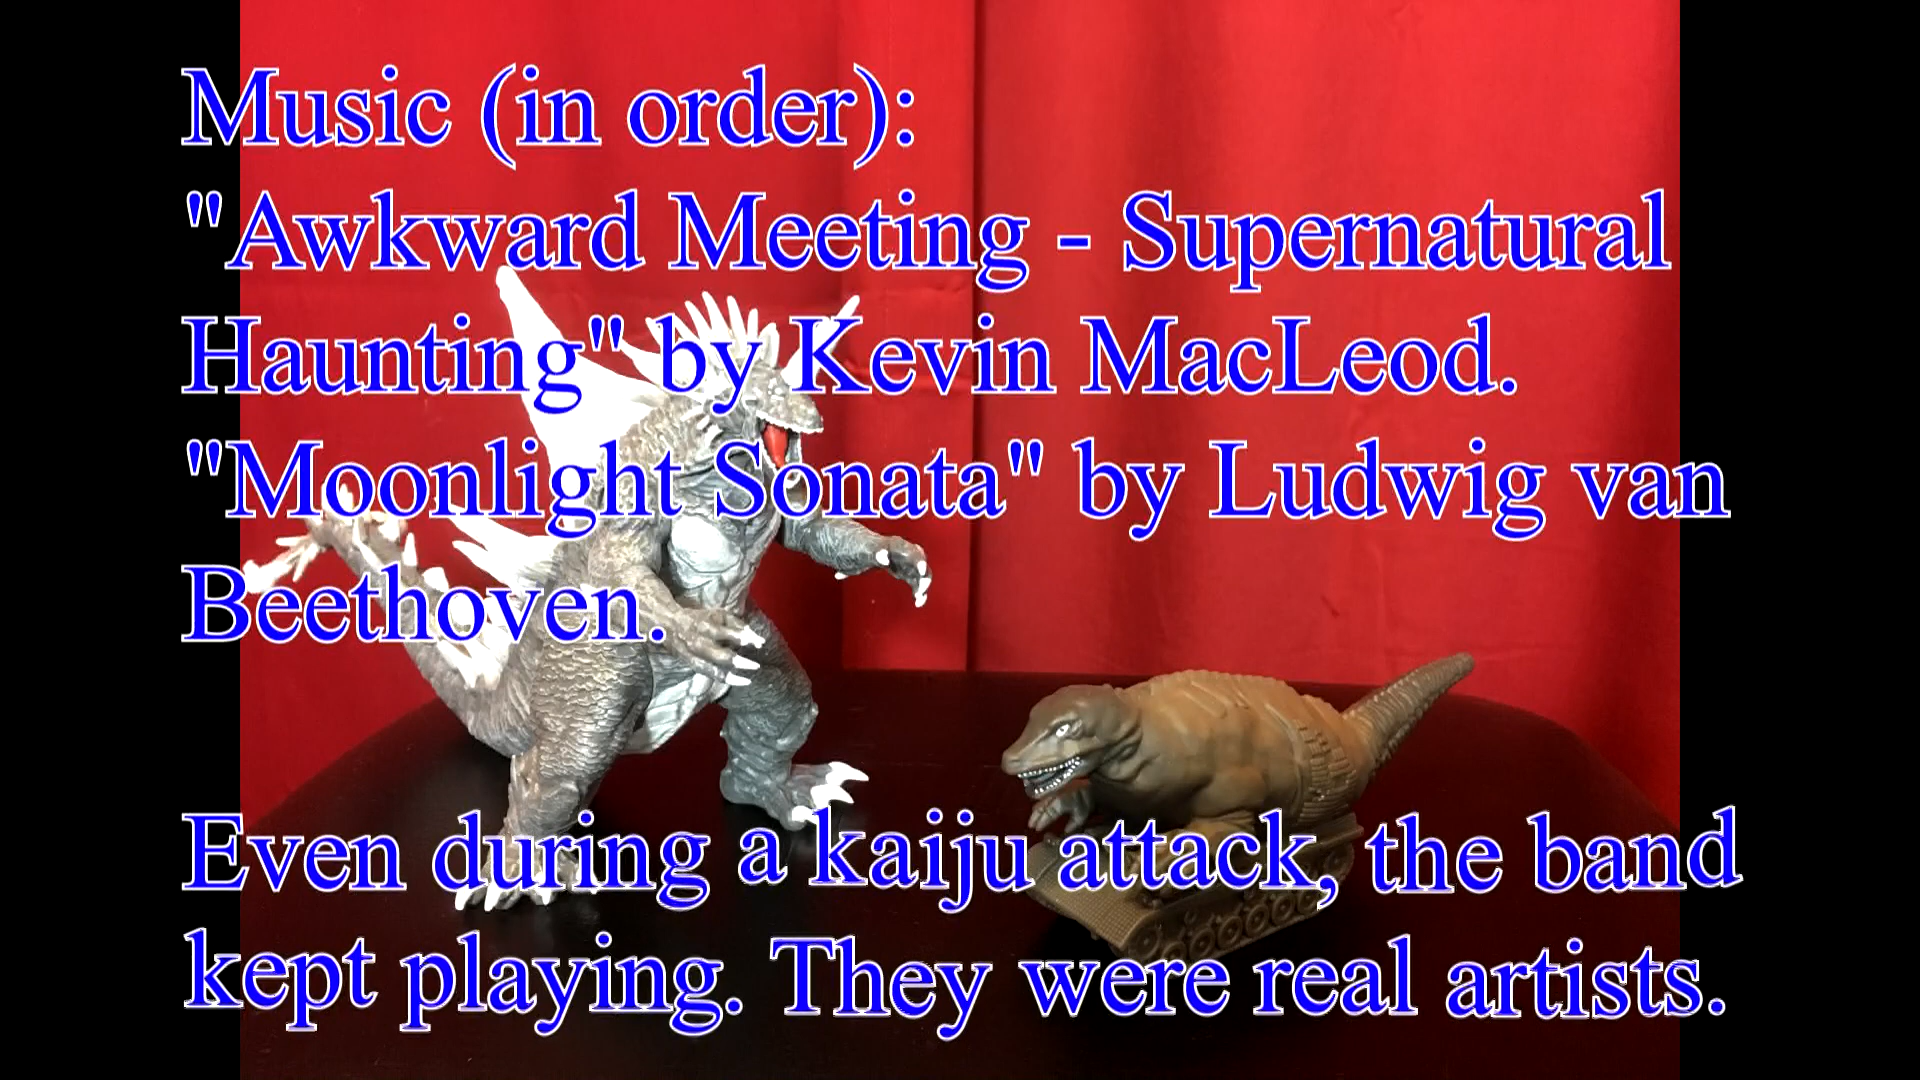 Music (in order):
"Awkward Meeting - Supernatural
Haunting" by Kevin MacLeod.
"Moonlight Sonata" by Ludwig van
Beethoven.
Even during a kaiju attack, the band
kept playing. They were real artists.